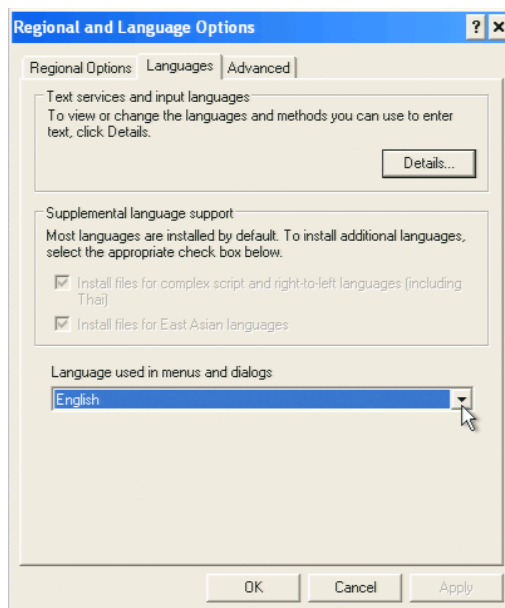 Regional and Language Options
Regional Options Languages Advanced
Text services and input languages
To view or change the languages and methods you can use to enter
text, click Details.
Details...
Supplemental language support
Most languages are installed by default. To install additional languages,
select the appropriate check box below.
Install files for complex script and right-to-left languages (including
Thai)
Install files for East Asian languages
Language used in menus and dialogs
English
OK Cancel Apply